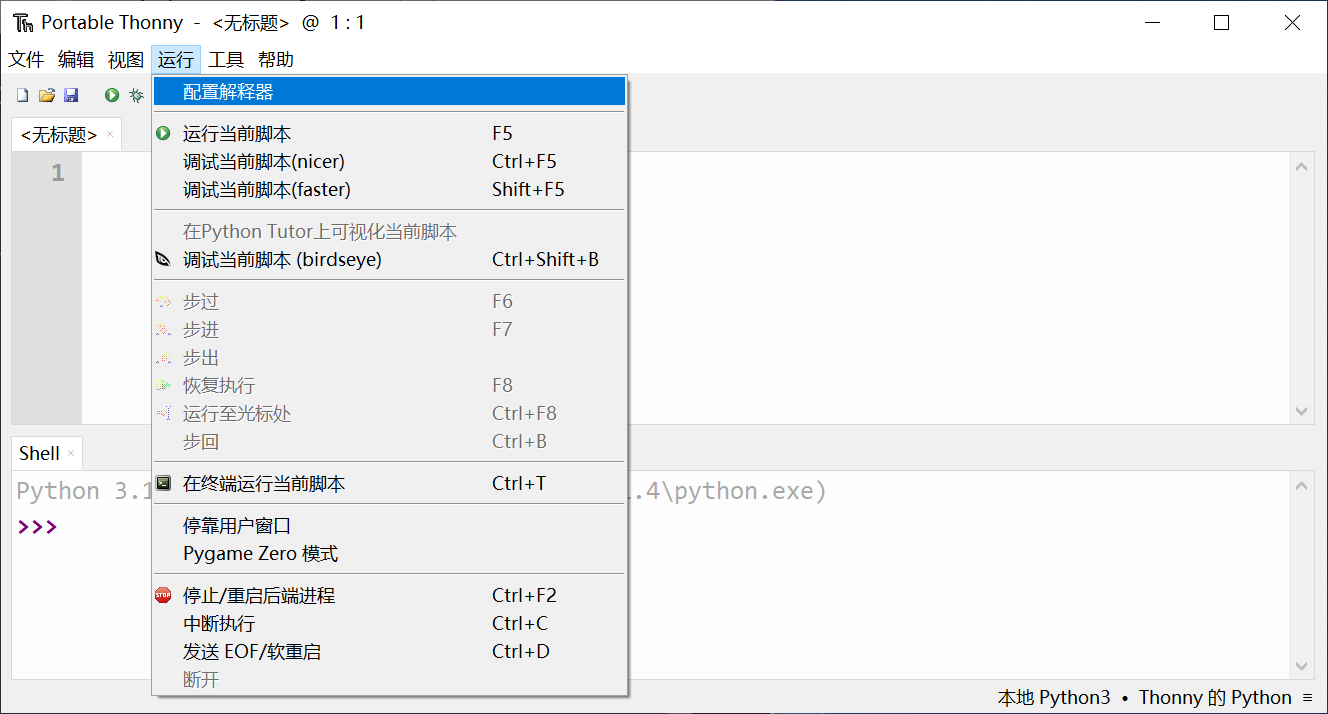 Portable Thonny - <无标题> @ 1 : 1
文件 编辑 视图 运行 工具 帮助
<无标题> ×
1
配置解释器
运行当前脚本 F5
调试当前脚本(nicer) Ctrl+F5
调试当前脚本(faster) Shift+F5
在Python Tutor上可视化当前脚本
调试当前脚本 (birdseye) Ctrl+Shift+B
步过 F6
步进 F7
步出
恢复执行 F8
运行至光标处 Ctrl+F8
步回 Ctrl+B
在终端运行当前脚本 Ctrl+T
停靠用户窗口
Pygame Zero 模式
STOP 停止/重启后端进程 Ctrl+F2
中断执行 Ctrl+C
发送 EOF/软重启 Ctrl+D
断开
Shell ×
Python 3.1 .4\python.exe)
>>>
本地 Python3 • Thonny 的 Python ≡